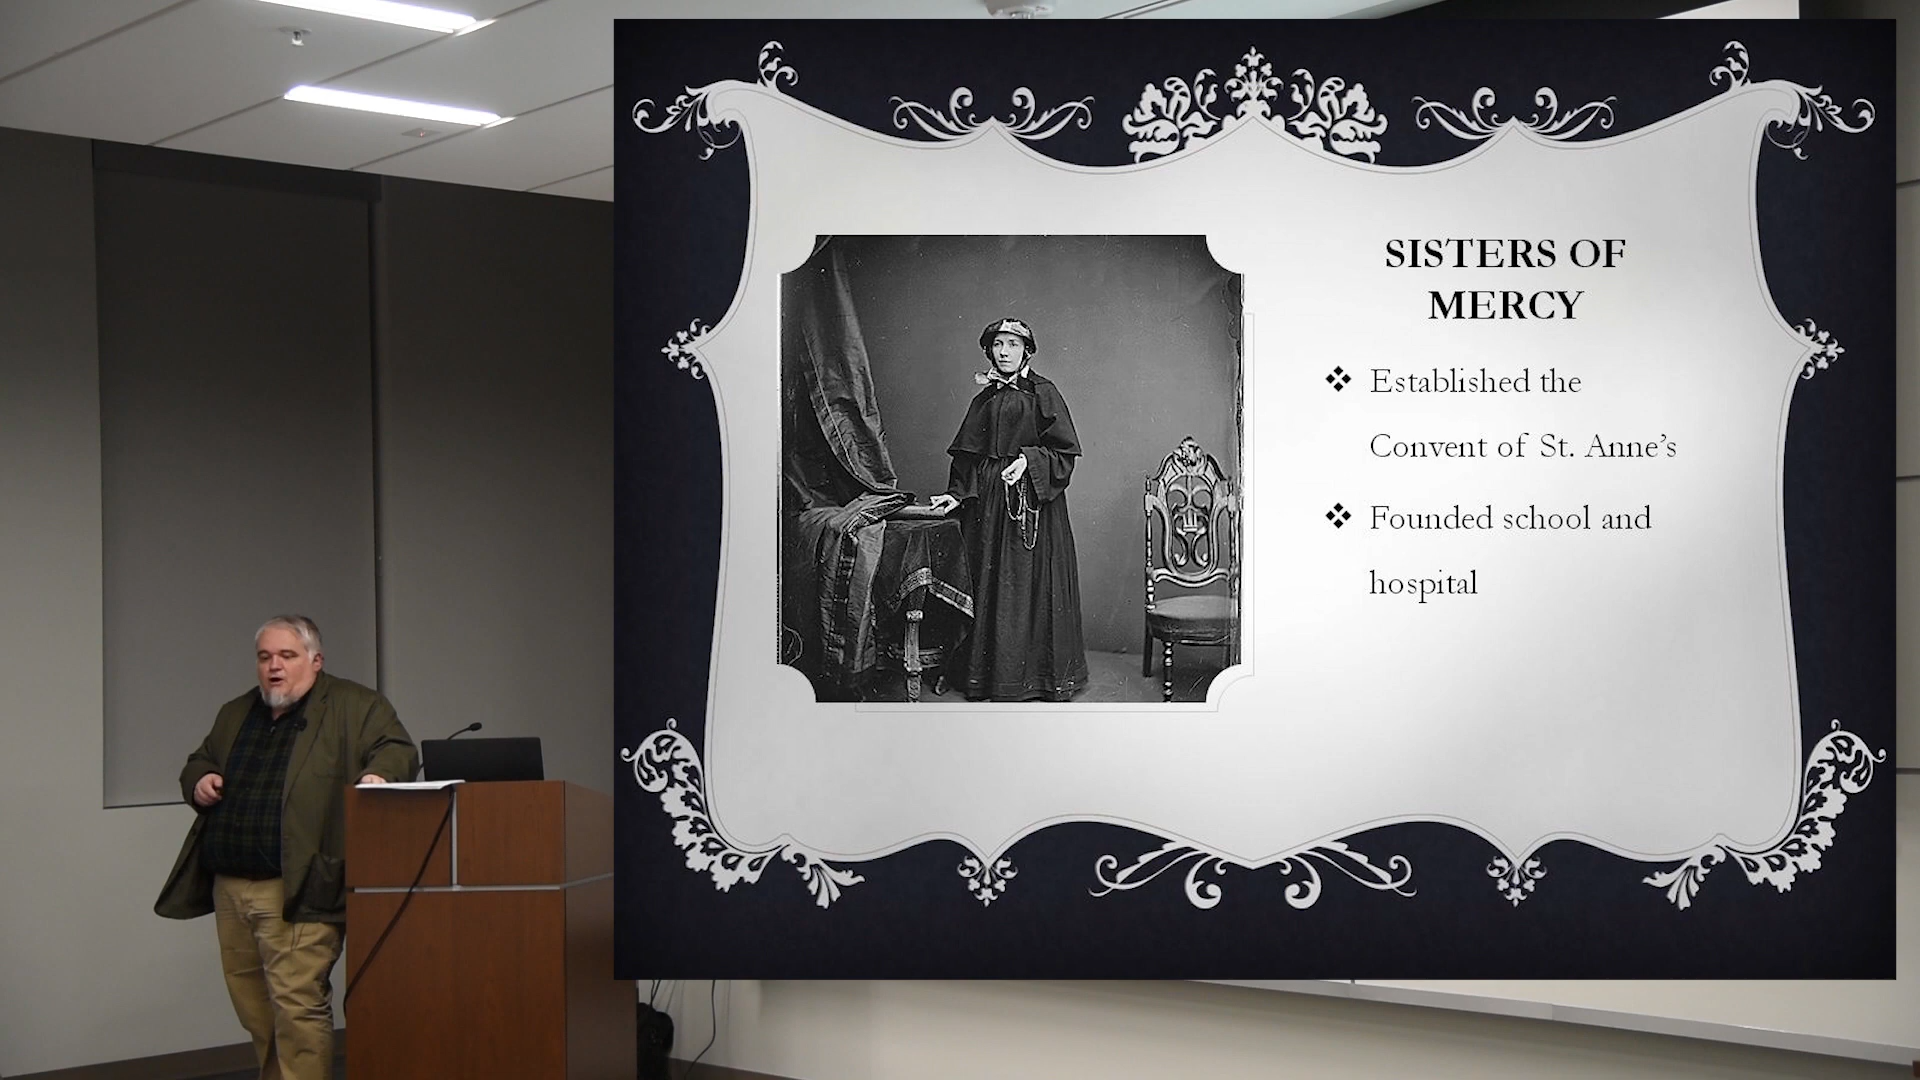 SISTERS OF
MERCY
Established the
Convent of St. Anne’s
Founded school and
hospital